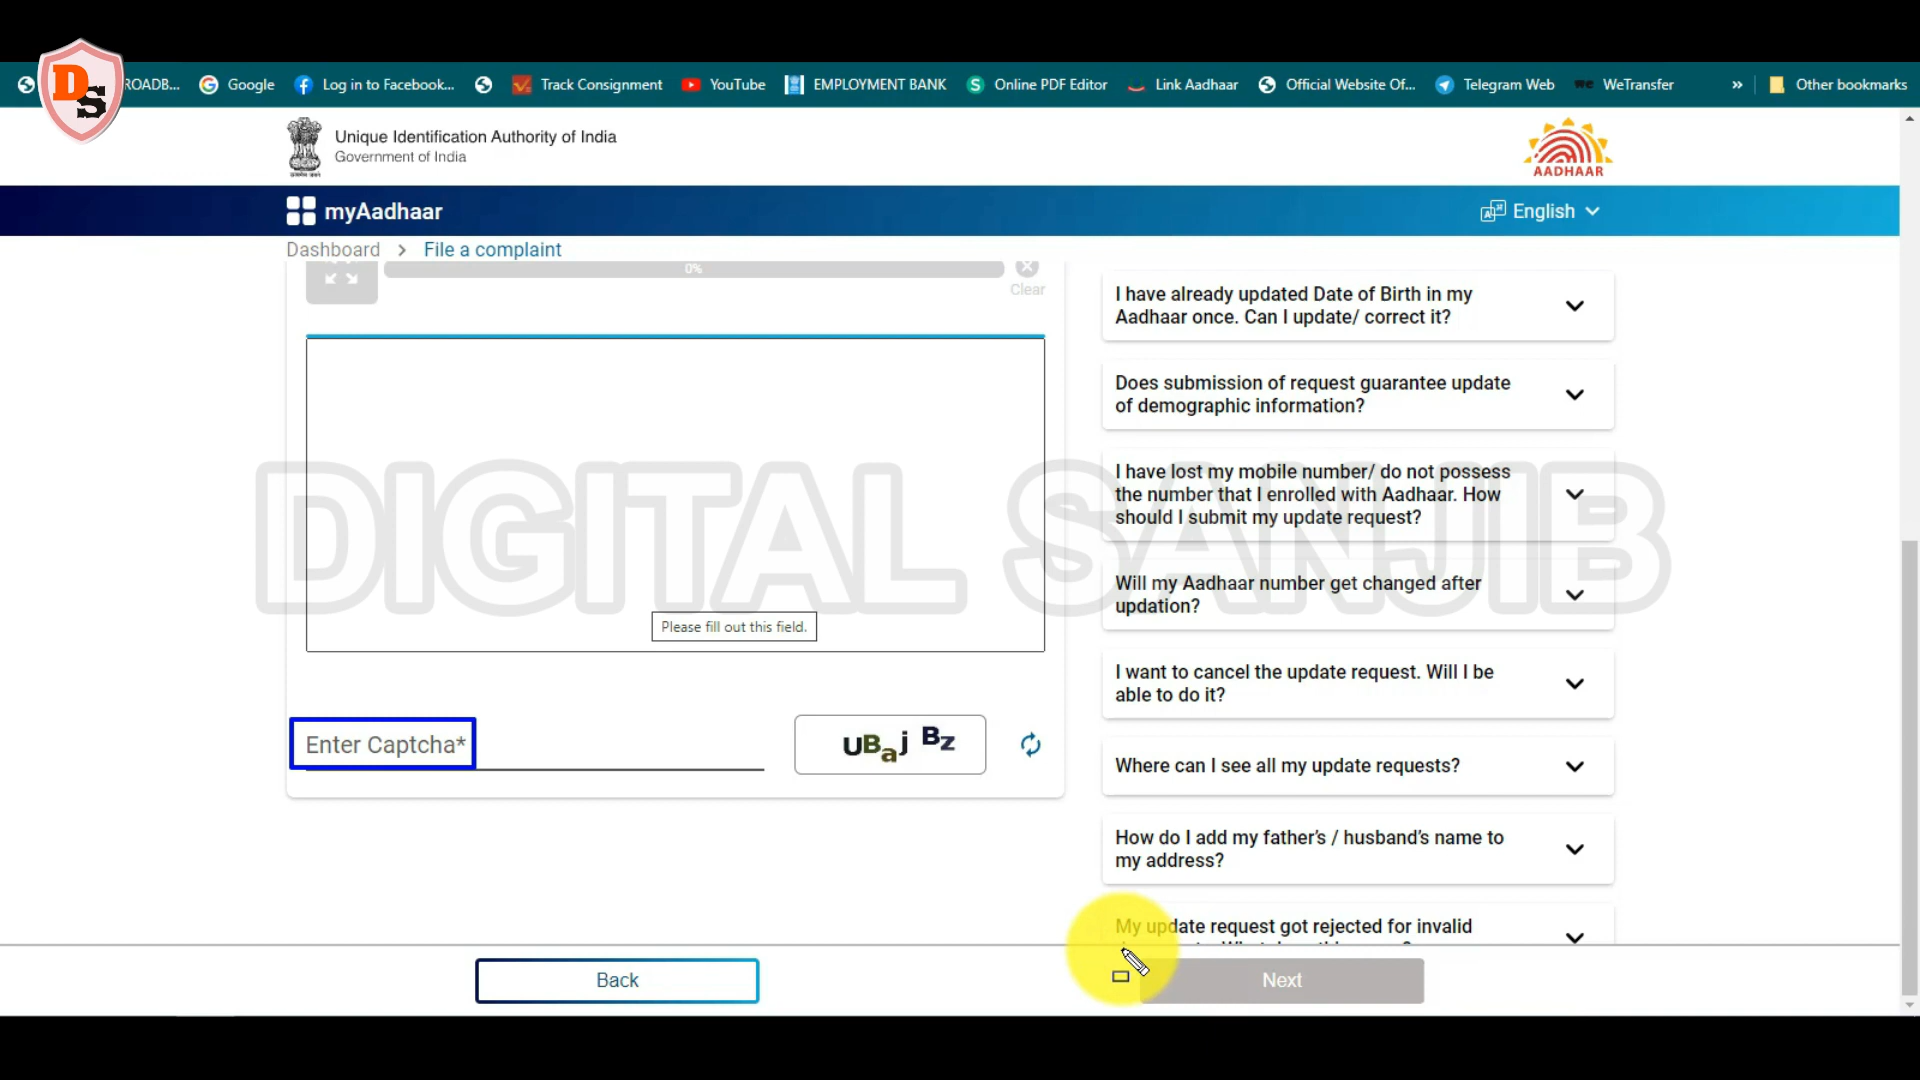 DS
ROADB...
Google
Log in to Facebook...
Track Consignment
YouTube
EMPLOYMENT BANK
S
Online PDF Editor
Link Aadhaar
Official Website Of...
Telegram Web
we
WeTransfer
»
Other bookmarks
Unique Identification Authority of India
Government of India
AADHAAR
myAadhaar
English
Dashboard > File a complaint
0%
Clear
I have already updated Date of Birth in my
Aadhaar once. Can I update/ correct it?
Does submission of request guarantee update
of demographic information?
I have lost my mobile number/ do not possess
the number that I enrolled with Aadhaar. How
should I submit my update request?
DIGITAL SANJIB
Will my Aadhaar number get changed after
updation?
Please fill out this field.
I want to cancel the update request. Will I be
able to do it?
Enter Captcha*
UBaj Bz
Where can I see all my update requests?
How do I add my father's / husband's name to
my address?
My update request got rejected for invalid
Back
Next